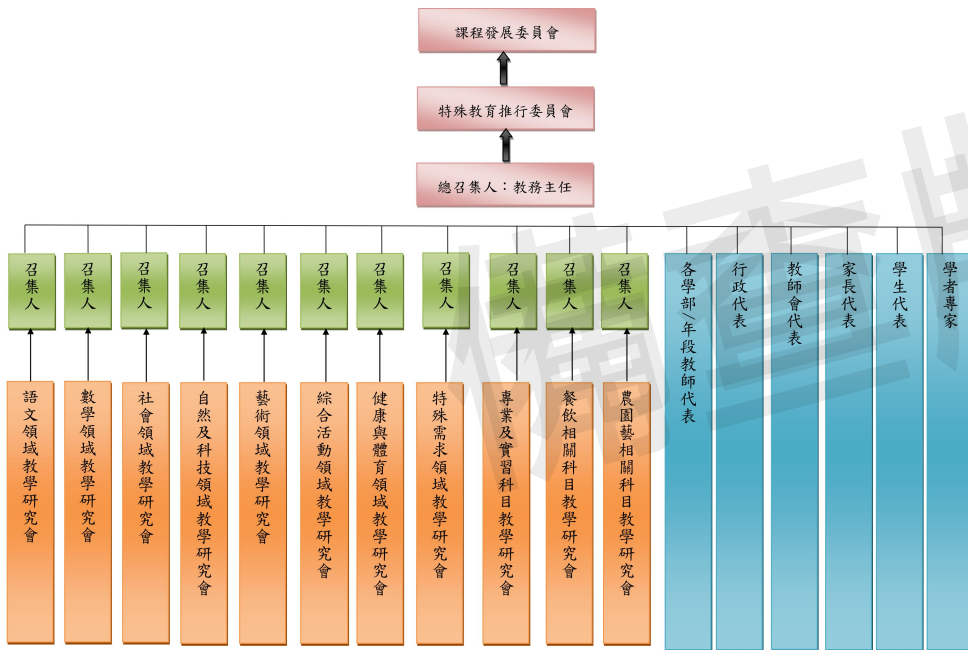 課程發展委員會
特殊教育推行委員會
總召集人：教務主任
召集人
召集人
召集人
召集人
召集人
召集人
召集人
召集人
召集人
召集人
召集人
各學部/年段教師代表
行政代表
教師會代表
家長代表
學生代表
學者專家
語文領域教學研究會
數學領域教學研究會
社會領域教學研究會
自然及科技領域教學研究會
藝術領域教學研究會
綜合活動領域教學研究會
健康與體育領域教學研究會
特殊需求領域教學研究會
專業及實習科目教學研究會
餐飲相關科目教學研究會
農園藝相關科目教學研究會
備查